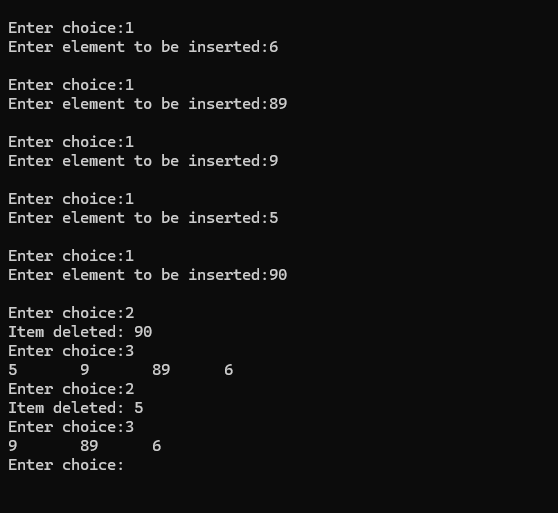 Enter choice:1
Enter element to be inserted:6
Enter choice:1
Enter element to be inserted:89
Enter choice:1
Enter element to be inserted:9
Enter choice:1
Enter element to be inserted:5
Enter choice:1
Enter element to be inserted:90
Enter choice:2
Item deleted: 90
Enter choice:3
5       9       89      6
Enter choice:2
Item deleted: 5
Enter choice:3
9       89      6
Enter choice: